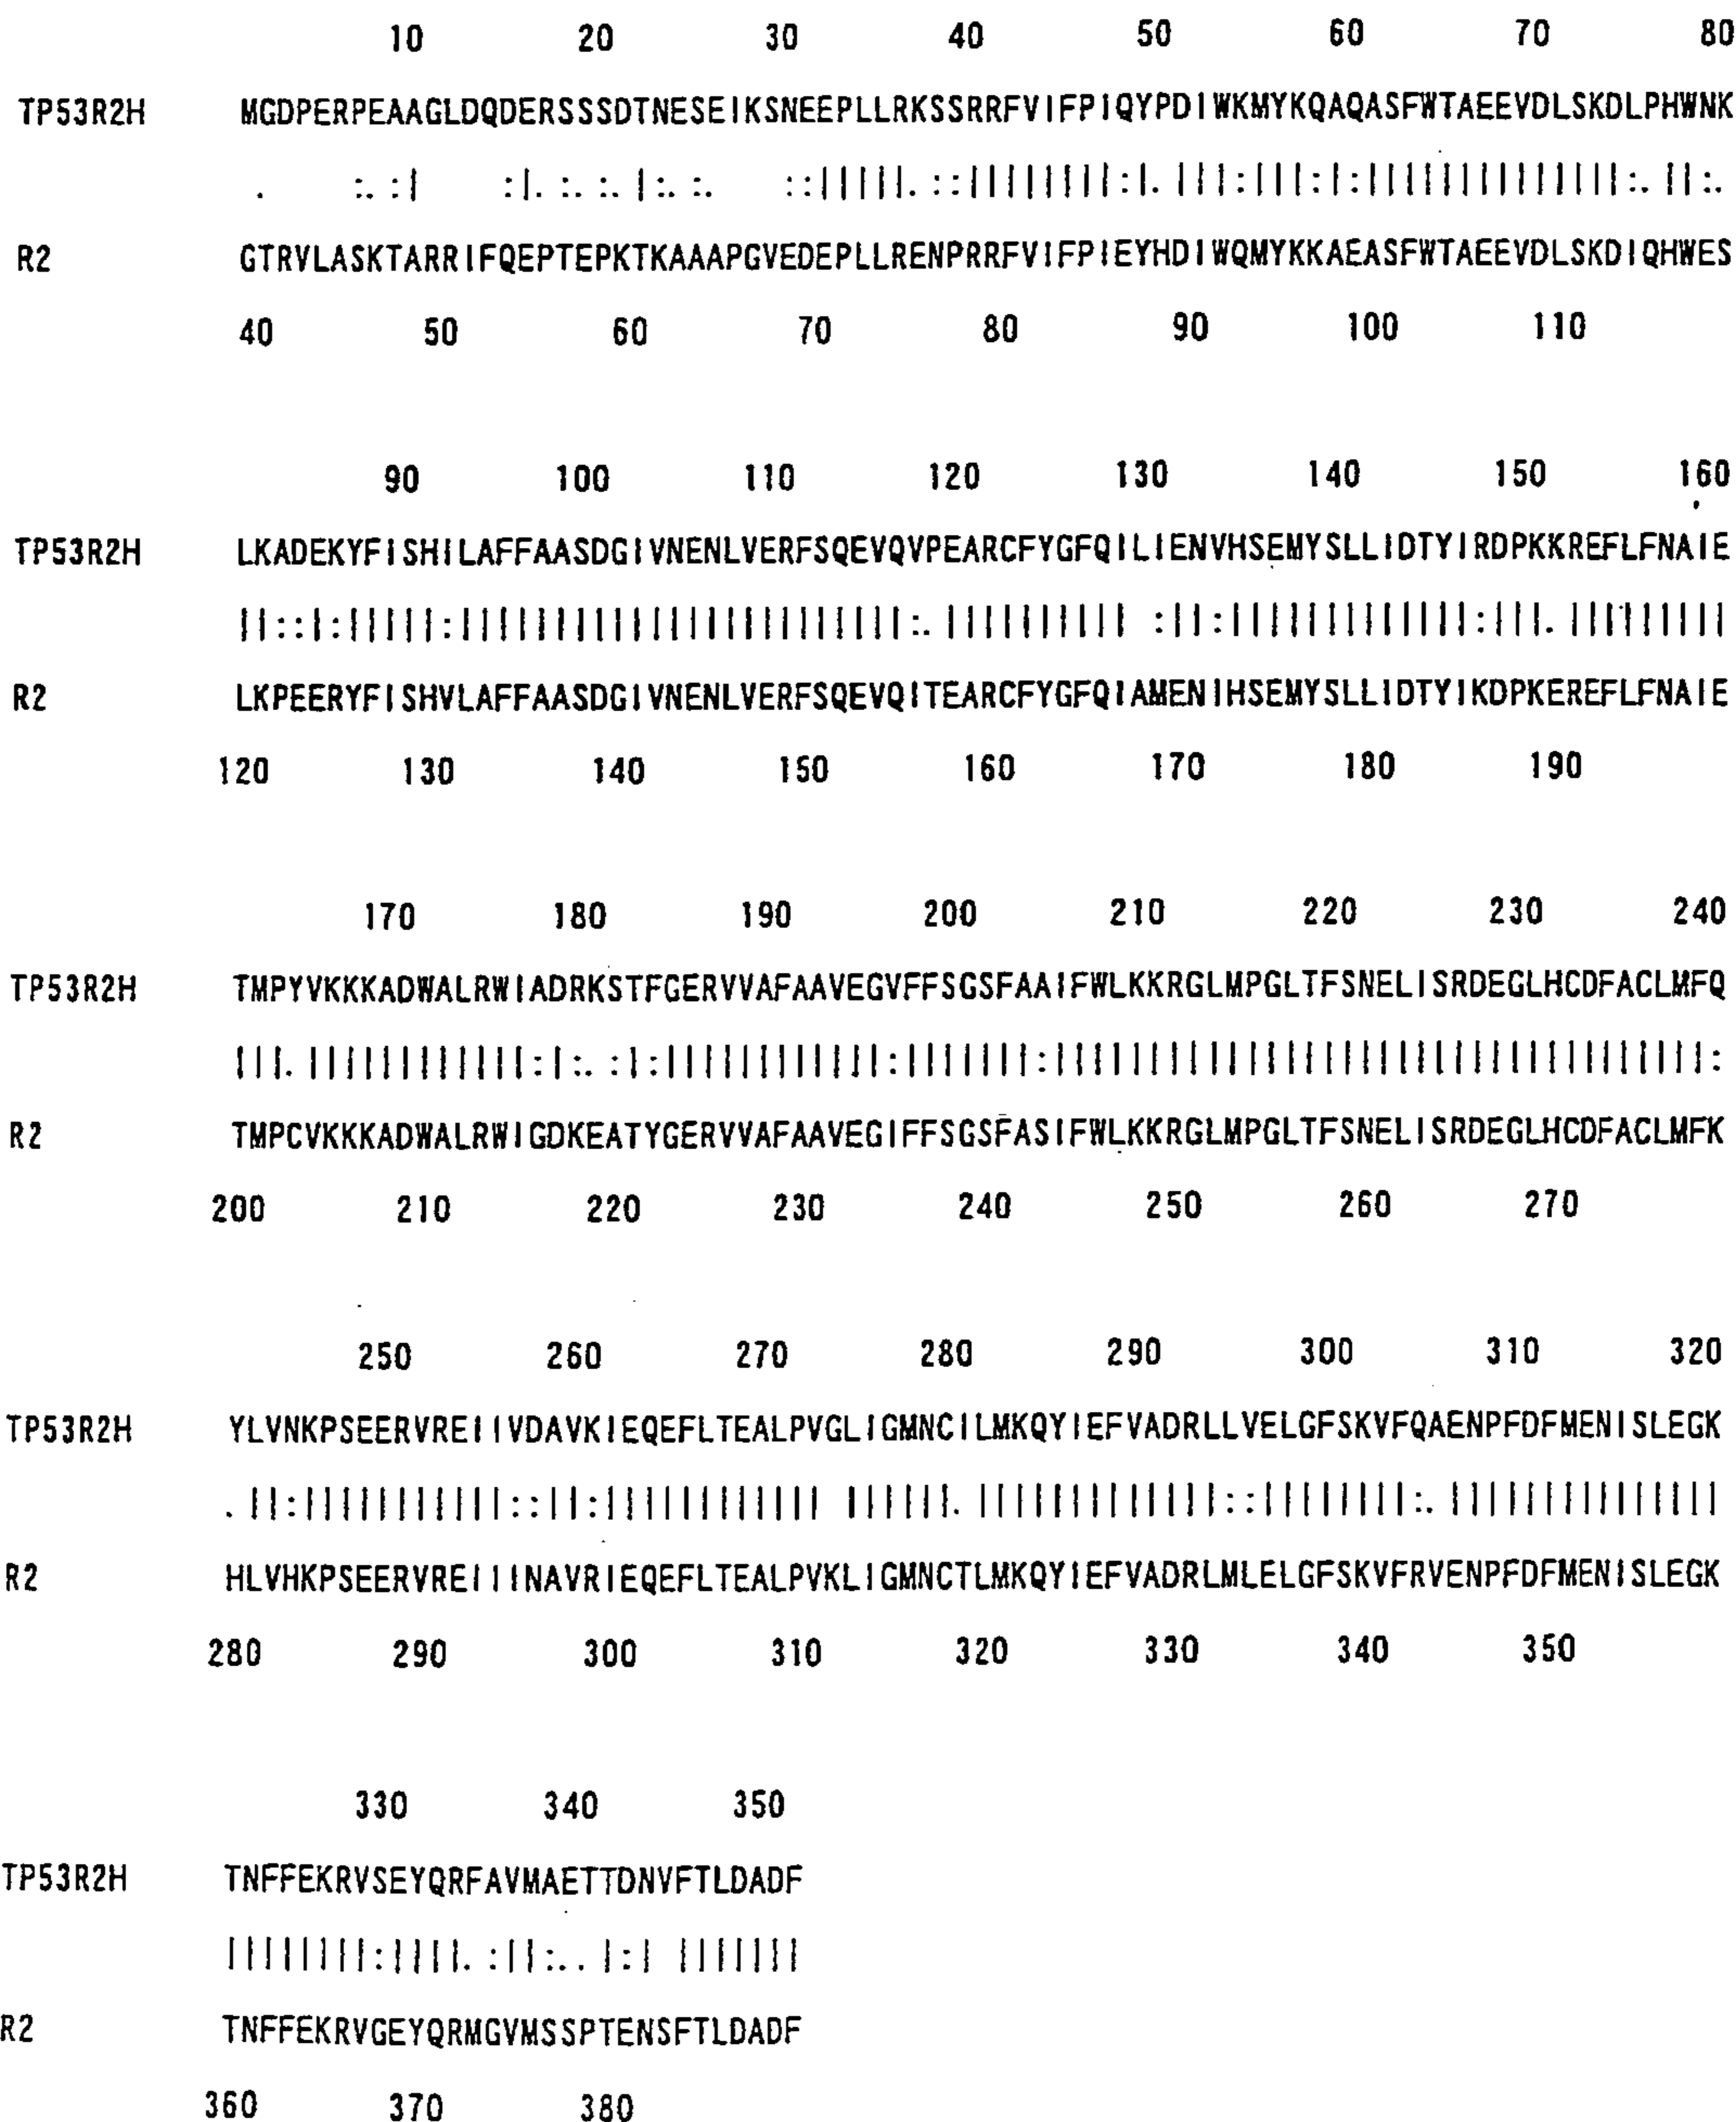 10 20 30 40 50 60 70 80
TP53R2H MGDPERPEAAGLDQDERSSSDTNESEIKSNEEPLLRKSSRRFVIFPIQYPDIWKMYKQAQASFWTAEEVDLSKDLPHWNK
. :. :| :|. :. :. |:. :. ::|||||. ::||||||||:|. |||:|||:|:||||||||||||||:. ||:.
R2 GTRVLASKTARRIFQEPTEPKTKAAAPGVEDEPLLRENPRRFVIFPIEYHDIWQMYKKAEASFWTAEEVDLSKDIQHWES
40 50 60 70 80 90 100 110
90 100 110 120 130 140 150 160
TP53R2H LKADEKYFISHILAFFAASDGIVNENLVERFSQEVQVPEARCFYGFQILIENVHSEMYSLLIDTYIRDPKKREFLFNAIE
||::|:|||||:||||||||||||||||||||||||:. |||||||||| :||:|||||||||||||:|||. |||||||||
R2 LKPEERYFISHVLAFFAASDGIVNENLVERFSQEVQITEARCFYGFQIAMENIHSEMYSLLIDTYIKDPKEREFLFNAIE
120 130 140 150 160 170 180 190
170 180 190 200 210 220 230 240
TP53R2H TMPYVKKKADWALRWIADRKSTFGERVVAFAAVEGVFFSGSFAAIFWLKKRGLMPGLTFSNELISRDEGLHCDFACLMFQ
|||. ||||||||||||:|:. :|:||||||||||||:|||||||:||||||||||||||||||||||||||||||||||||:
R2 TMPCVKKKADWALRWIGDKEATYGERVVAFAAVEGIFFSGSFASIFWLKKRGLMPGLTFSNELISRDEGLHCDFACLMFK
200 210 220 230 240 250 260 270
250 260 270 280 290 300 310 320
TP53R2H YLVNKPSEERVREIIVDAVKIEQEFLTEALPVGLIGMNCILMKQYIEFVADRLLVELGFSKVFQAENPFDFMENISLEGK
. ||:|||||||||||::||:|||||||||||| ||||||. |||||||||||||::||||||||:. |||||||||||||||
R2 HLVHKPSEERVREIIINAVRIEQEFLTEALPVKLIGMNCTLMKQYIEFVADRLMLELGFSKVFRVENPFDFMENISLEGK
280 290 300 310 320 330 340 350
330 340 350
TP53R2H TNFFEKRVSEYQRFAVMAETTDNVFTLDADF
||||||||:||||. :||:.. |:| |||||||
R2 TNFFEKRVGEYQRMGVMSSPTENSFTLDADF
360 370 380